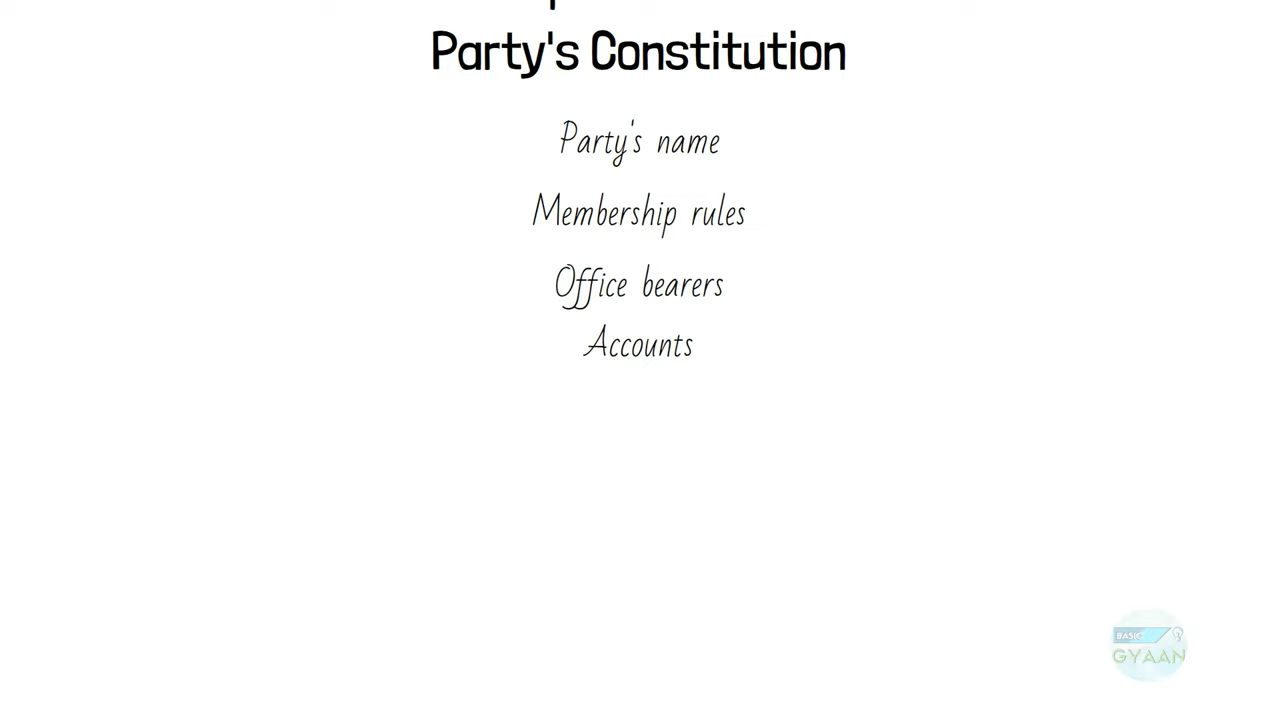 Party's Constitution
Party's name
Membership rules
Office bearers
Accounts
BASIC
GYAAN